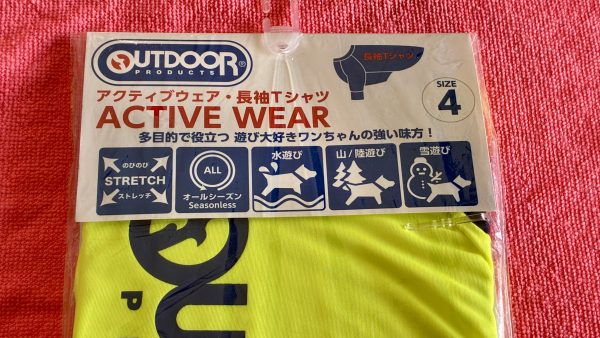 OUTDOOR®
PRODUCTS
長袖Tシャツ
SIZE
4
アクティブウェア・長袖Tシャツ
ACTIVE WEAR
多目的で役立つ 遊び大好きワンちゃんの強い味方！
のびのび
STRETCH
ストレッチ
ALL
オールシーズン
Seasonless
水遊び
山/陸遊び
雪遊び
OU
P